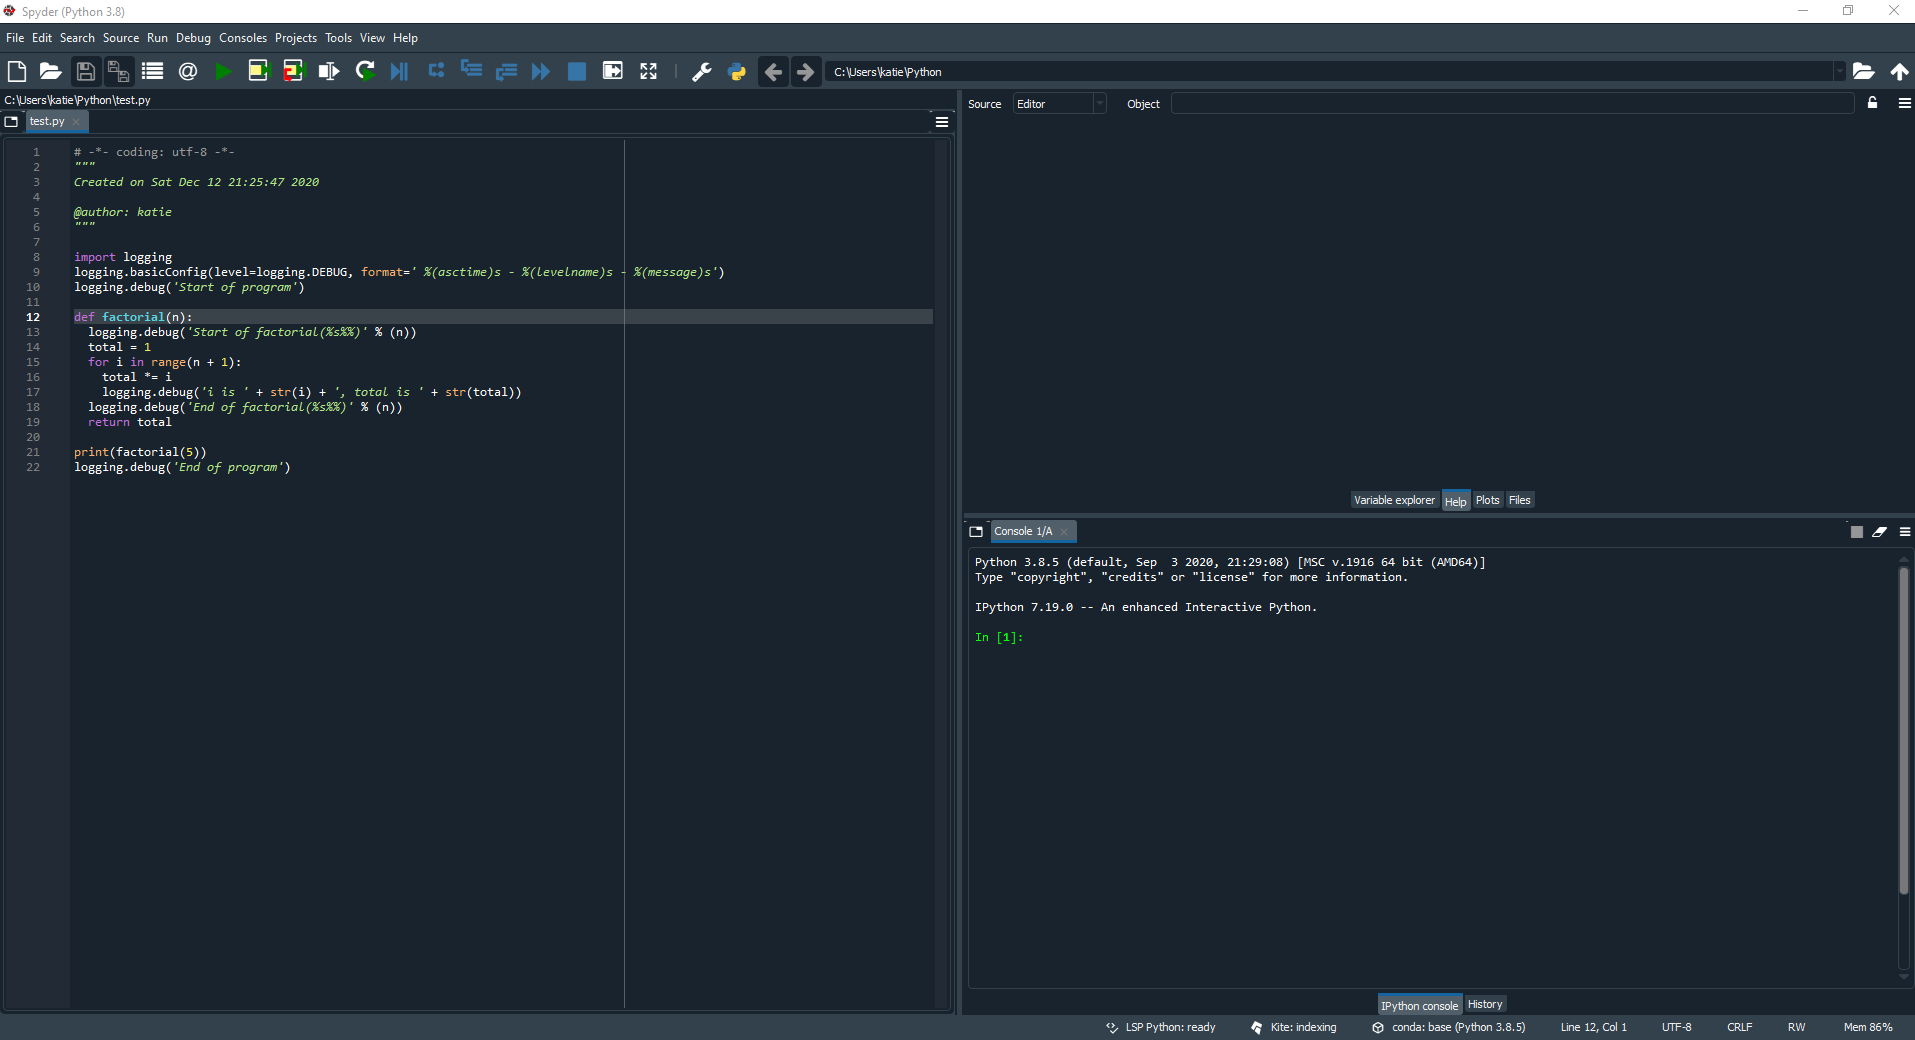 Spyder (Python 3.8)
File Edit Search Source Run Debug Consoles Projects Tools View Help
C:\Users\katie\Python
C:\Users\katie\Python\test.py
test.py
1 # -*- coding: utf-8 -*-
2 """
3 Created on Sat Dec 12 21:25:47 2020
4
5 @author: katie
6 """
7
8 import logging
9 logging.basicConfig(level=logging.DEBUG, format=' %(asctime)s - %(levelname)s - %(message)s')
10 logging.debug('Start of program')
11
12 def factorial(n):
13   logging.debug('Start of factorial(%s%%)' % (n))
14   total = 1
15   for i in range(n + 1):
16     total *= i
17     logging.debug('i is ' + str(i) + ', total is ' + str(total))
18   logging.debug('End of factorial(%s%%)' % (n))
19   return total
20
21 print(factorial(5))
22 logging.debug('End of program')
Source Editor Object
Variable explorer Help Plots Files
Console 1/A
Python 3.8.5 (default, Sep  3 2020, 21:29:08) [MSC v.1916 64 bit (AMD64)]
Type "copyright", "credits" or "license" for more information.
IPython 7.19.0 -- An enhanced Interactive Python.
In [1]:
IPython console History
LSP Python: ready Kite: indexing conda: base (Python 3.8.5) Line 12, Col 1 UTF-8 CRLF RW Mem 86%